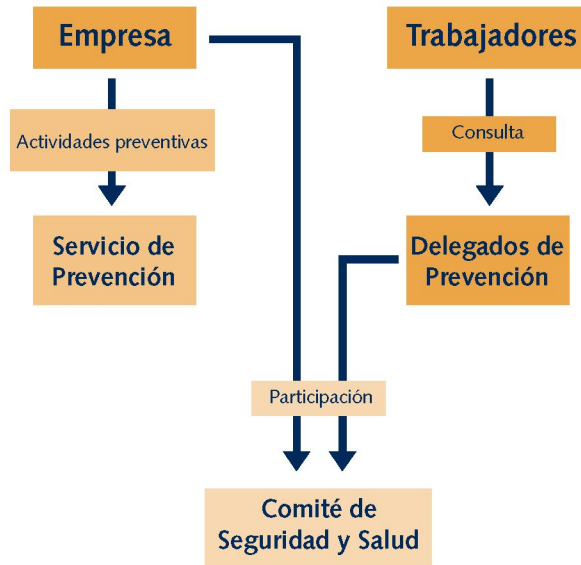 Empresa
Trabajadores
Actividades preventivas
Consulta
Servicio de
Prevención
Delegados de
Prevención
Participación
Comité de
Seguridad y Salud